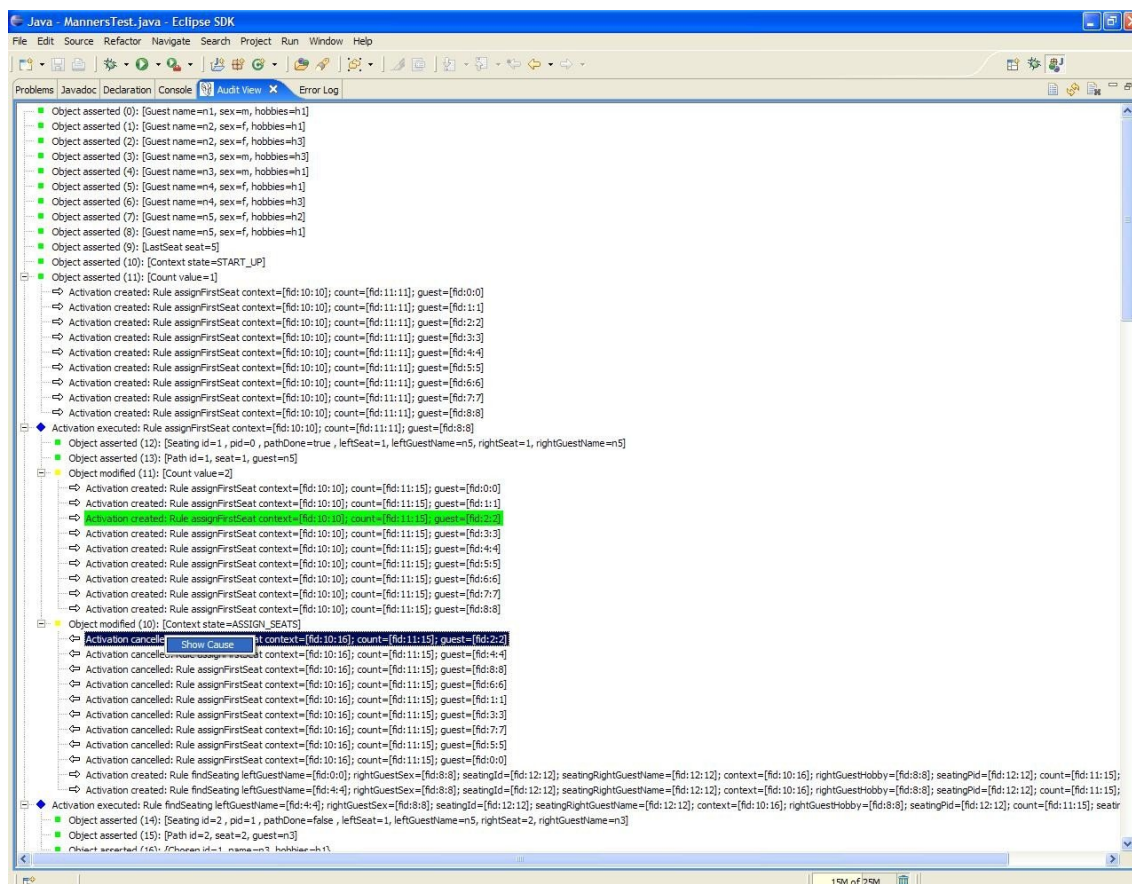 Java - MannersTest.java - Eclipse SDK
File Edit Source Refactor Navigate Search Project Run Window Help
Problems Javadoc Declaration Console Audit View Error Log
Object asserted (0): [Guest name=n1, sex=m, hobbies=h1]
Object asserted (1): [Guest name=n2, sex=f, hobbies=h1]
Object asserted (2): [Guest name=n2, sex=f, hobbies=h3]
Object asserted (3): [Guest name=n3, sex=m, hobbies=h3]
Object asserted (4): [Guest name=n3, sex=m, hobbies=h1]
Object asserted (5): [Guest name=n4, sex=f, hobbies=h1]
Object asserted (6): [Guest name=n4, sex=f, hobbies=h3]
Object asserted (7): [Guest name=n5, sex=f, hobbies=h2]
Object asserted (8): [Guest name=n5, sex=f, hobbies=h1]
Object asserted (9): [LastSeat seat=5]
Object asserted (10): [Context state=START_UP]
Object asserted (11): [Count value=1]
Activation created: Rule assignFirstSeat context=[fid:10:10]; count=[fid:11:11]; guest=[fid:0:0]
Activation created: Rule assignFirstSeat context=[fid:10:10]; count=[fid:11:11]; guest=[fid:1:1]
Activation created: Rule assignFirstSeat context=[fid:10:10]; count=[fid:11:11]; guest=[fid:2:2]
Activation created: Rule assignFirstSeat context=[fid:10:10]; count=[fid:11:11]; guest=[fid:3:3]
Activation created: Rule assignFirstSeat context=[fid:10:10]; count=[fid:11:11]; guest=[fid:4:4]
Activation created: Rule assignFirstSeat context=[fid:10:10]; count=[fid:11:11]; guest=[fid:5:5]
Activation created: Rule assignFirstSeat context=[fid:10:10]; count=[fid:11:11]; guest=[fid:6:6]
Activation created: Rule assignFirstSeat context=[fid:10:10]; count=[fid:11:11]; guest=[fid:7:7]
Activation created: Rule assignFirstSeat context=[fid:10:10]; count=[fid:11:11]; guest=[fid:8:8]
Activation executed: Rule assignFirstSeat context=[fid:10:10]; count=[fid:11:11]; guest=[fid:8:8]
Object asserted (12): [Seating id=1 , pid=0 , pathDone=true , leftSeat=1, leftGuestName=n5, rightSeat=1, rightGuestName=n5]
Object asserted (13): [Path id=1, seat=1, guest=n5]
Object modified (11): [Count value=2]
Activation created: Rule assignFirstSeat context=[fid:10:10]; count=[fid:11:15]; guest=[fid:0:0]
Activation created: Rule assignFirstSeat context=[fid:10:10]; count=[fid:11:15]; guest=[fid:1:1]
Activation created: Rule assignFirstSeat context=[fid:10:10]; count=[fid:11:15]; guest=[fid:2:2]
Activation created: Rule assignFirstSeat context=[fid:10:10]; count=[fid:11:15]; guest=[fid:3:3]
Activation created: Rule assignFirstSeat context=[fid:10:10]; count=[fid:11:15]; guest=[fid:4:4]
Activation created: Rule assignFirstSeat context=[fid:10:10]; count=[fid:11:15]; guest=[fid:5:5]
Activation created: Rule assignFirstSeat context=[fid:10:10]; count=[fid:11:15]; guest=[fid:6:6]
Activation created: Rule assignFirstSeat context=[fid:10:10]; count=[fid:11:15]; guest=[fid:7:7]
Activation created: Rule assignFirstSeat context=[fid:10:10]; count=[fid:11:15]; guest=[fid:8:8]
Object modified (10): [Context state=ASSIGN_SEATS]
Activation cancelle Show Cause at context=[fid:10:16]; count=[fid:11:15]; guest=[fid:2:2]
Activation cancelled: Rule assignFirstSeat context=[fid:10:16]; count=[fid:11:15]; guest=[fid:4:4]
Activation cancelled: Rule assignFirstSeat context=[fid:10:16]; count=[fid:11:15]; guest=[fid:8:8]
Activation cancelled: Rule assignFirstSeat context=[fid:10:16]; count=[fid:11:15]; guest=[fid:6:6]
Activation cancelled: Rule assignFirstSeat context=[fid:10:16]; count=[fid:11:15]; guest=[fid:1:1]
Activation cancelled: Rule assignFirstSeat context=[fid:10:16]; count=[fid:11:15]; guest=[fid:3:3]
Activation cancelled: Rule assignFirstSeat context=[fid:10:16]; count=[fid:11:15]; guest=[fid:7:7]
Activation cancelled: Rule assignFirstSeat context=[fid:10:16]; count=[fid:11:15]; guest=[fid:5:5]
Activation cancelled: Rule assignFirstSeat context=[fid:10:16]; count=[fid:11:15]; guest=[fid:0:0]
Activation created: Rule findSeating leftGuestName=[fid:0:0]; rightGuestSex=[fid:8:8]; seatingId=[fid:12:12]; seatingRightGuestName=[fid:12:12]; context=[fid:10:16]; rightGuestHobby=[fid:8:8]; seatingPid=[fid:12:12]; count=[fid:11:15];
Activation created: Rule findSeating leftGuestName=[fid:4:4]; rightGuestSex=[fid:8:8]; seatingId=[fid:12:12]; seatingRightGuestName=[fid:12:12]; context=[fid:10:16]; rightGuestHobby=[fid:8:8]; seatingPid=[fid:12:12]; count=[fid:11:15];
Activation executed: Rule findSeating leftGuestName=[fid:4:4]; rightGuestSex=[fid:8:8]; seatingId=[fid:12:12]; seatingRightGuestName=[fid:12:12]; context=[fid:10:16]; rightGuestHobby=[fid:8:8]; seatingPid=[fid:12:12]; count=[fid:11:15]; seatin
Object asserted (14): [Seating id=2 , pid=1 , pathDone=false , leftSeat=1, leftGuestName=n5, rightSeat=2, rightGuestName=n3]
Object asserted (15): [Path id=2, seat=2, guest=n3]
Object asserted (16): {Chosen id=1, name=n3, hobbies=h1}
15M of 25M